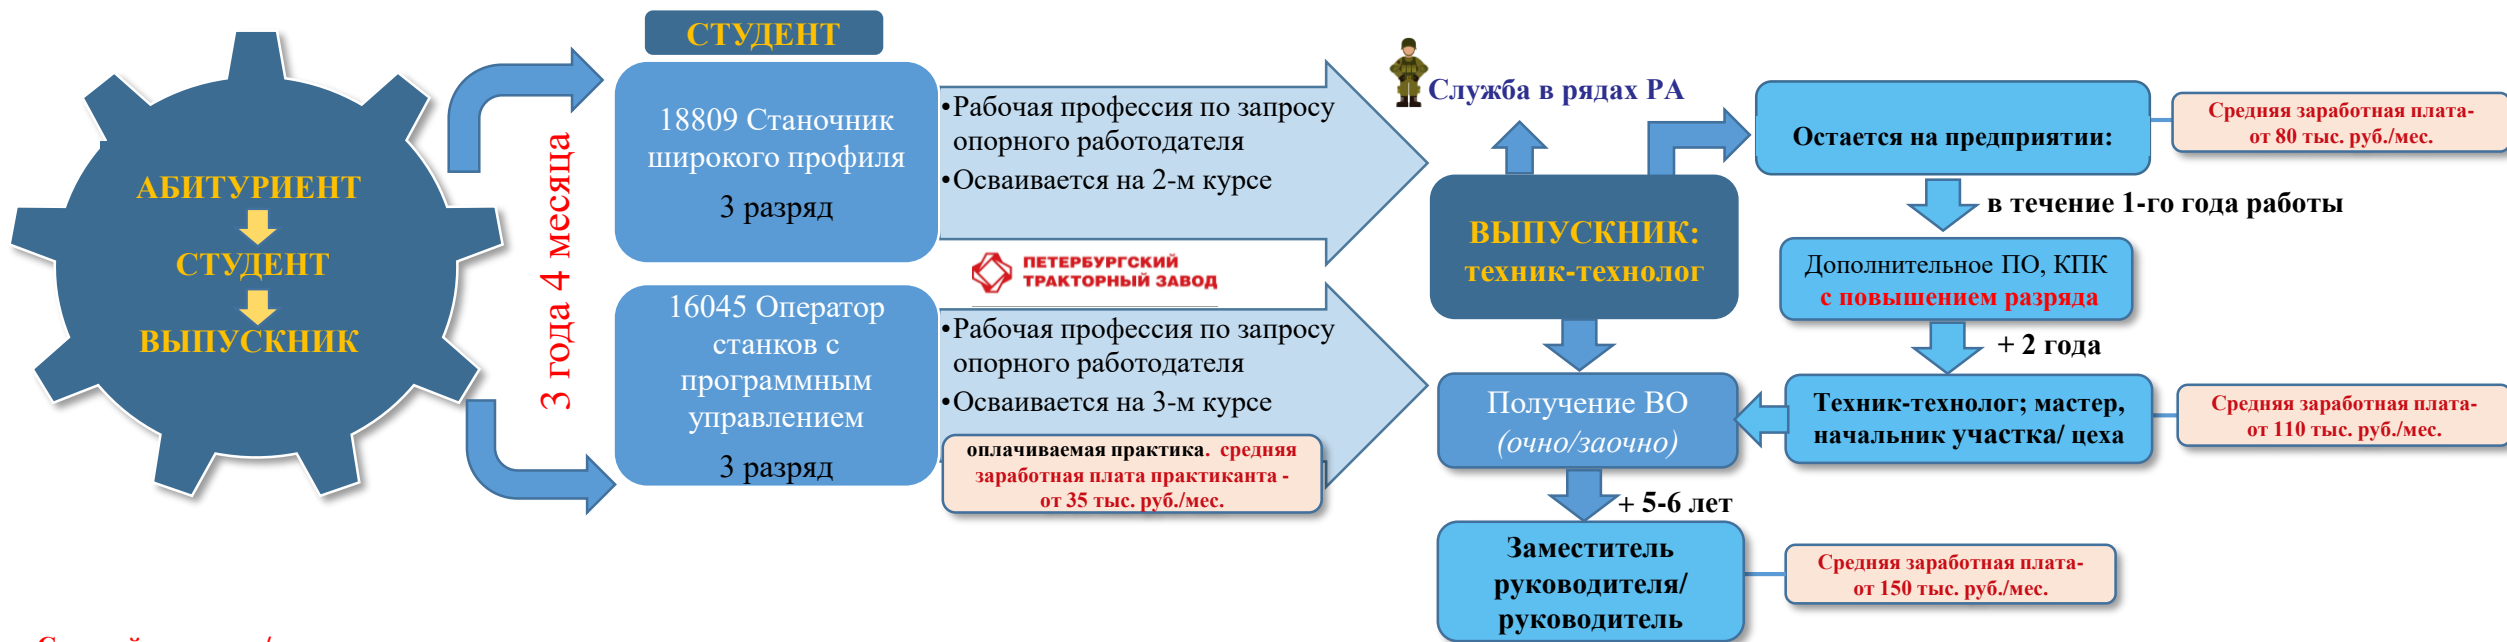 АБИТУРИЕНТ
СТУДЕНТ
ВЫПУСКНИК
3 года 4 месяца
СТУДЕНТ
18809 Станочник
широкого профиля
3 разряд
•Рабочая профессия по запросу
опорного работодателя
•Осваивается на 2-м курсе
ПЕТЕРБУРГСКИЙ
ТРАКТОРНЫЙ ЗАВОД
16045 Оператор
станков с
программным
управлением
3 разряд
•Рабочая профессия по запросу
опорного работодателя
•Осваивается на 3-м курсе
оплачиваемая практика. средняя
заработная плата практиканта -
от 35 тыс. руб./мес.
Служба в рядах РА
ВЫПУСКНИК:
техник-технолог
Получение ВО
(очно/заочно)
+ 5-6 лет
Заместитель
руководителя/
руководитель
Средняя заработная плата-
от 150 тыс. руб./мес.
Остается на предприятии:
Средняя заработная плата-
от 80 тыс. руб./мес.
в течение 1-го года работы
Дополнительное ПО, КПК
с повышением разряда
+ 2 года
Техник-технолог; мастер,
начальник участка/ цеха
Средняя заработная плата-
от 110 тыс. руб./мес.